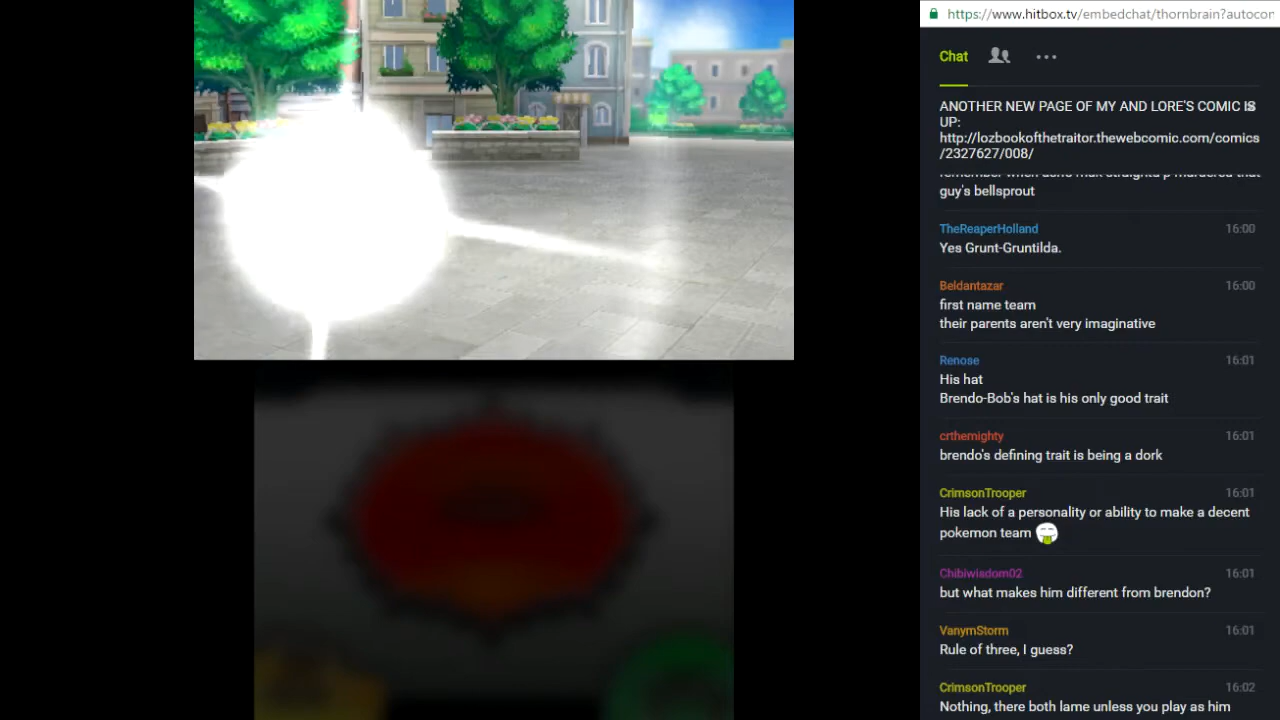 https://www.hitbox.tv/embedchat/thornbrain?autocon
Chat
ANOTHER NEW PAGE OF MY AND LORE'S COMIC IS
UP:
http://lozbookofthetraitor.thewebcomic.com/comics
/2327627/008/
guy's bellsprout
TheReaperHolland 16:00
Yes Grunt-Gruntilda.
Beldantazar 16:00
first name team
their parents aren't very imaginative
Renose 16:01
His hat
Brendo-Bob's hat is his only good trait
crthemighty 16:01
brendo's defining trait is being a dork
CrimsonTrooper 16:01
His lack of a personality or ability to make a decent
pokemon team
Chibiwisdom02 16:01
but what makes him different from brendon?
VanymStorm 16:01
Rule of three, I guess?
CrimsonTrooper 16:02
Nothing, there both lame unless you play as him